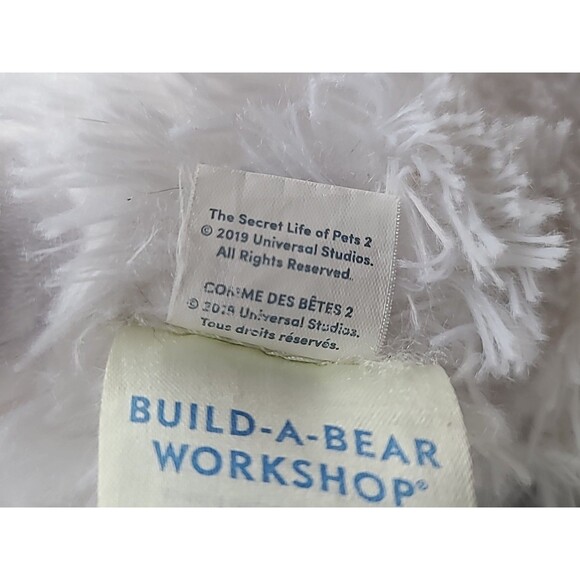 The Secret Life of Pets 2
© 2019 Universal Studios.
All Rights Reserved.
COMME DES BÊTES 2
© 2019 Universal Studios.
Tous droits réservés.
BUILD-A-BEAR
WORKSHOP®